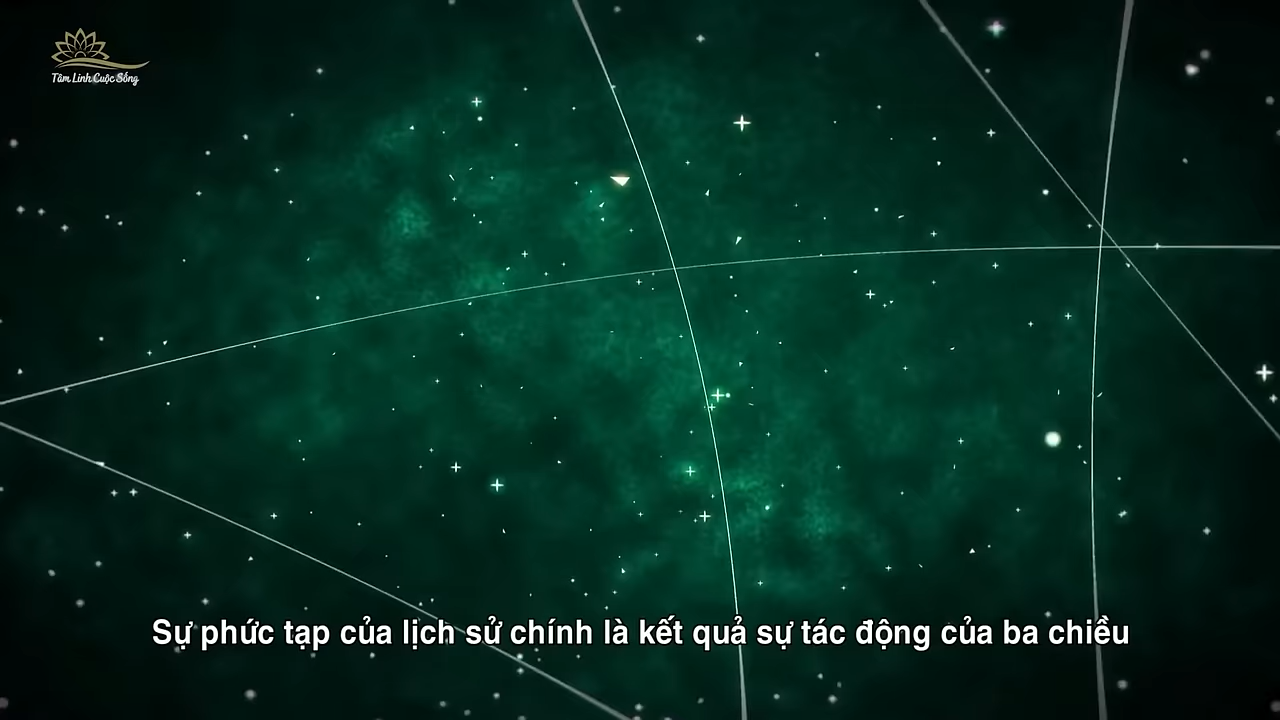 Tâm Linh Cuộc Sống
Sự phức tạp của lịch sử chính là kết quả sự tác động của ba chiều